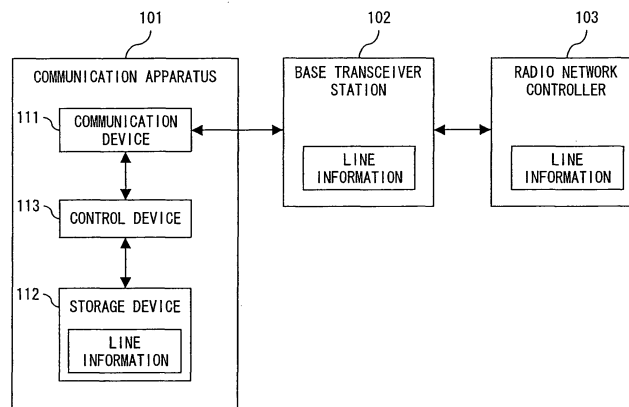 101
102
103
COMMUNICATION APPARATUS
BASE TRANSCEIVER
STATION
RADIO NETWORK
CONTROLLER
111
COMMUNICATION
DEVICE
LINE
INFORMATION
LINE
INFORMATION
113
CONTROL DEVICE
112
STORAGE DEVICE
LINE
INFORMATION